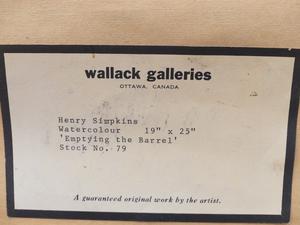 wallack galleries
OTTAWA, CANADA
Henry Simpkins
Watercolour 19" x 25"
'Emptying the Barrel'
Stock No. 79
A guaranteed original work by the artist.